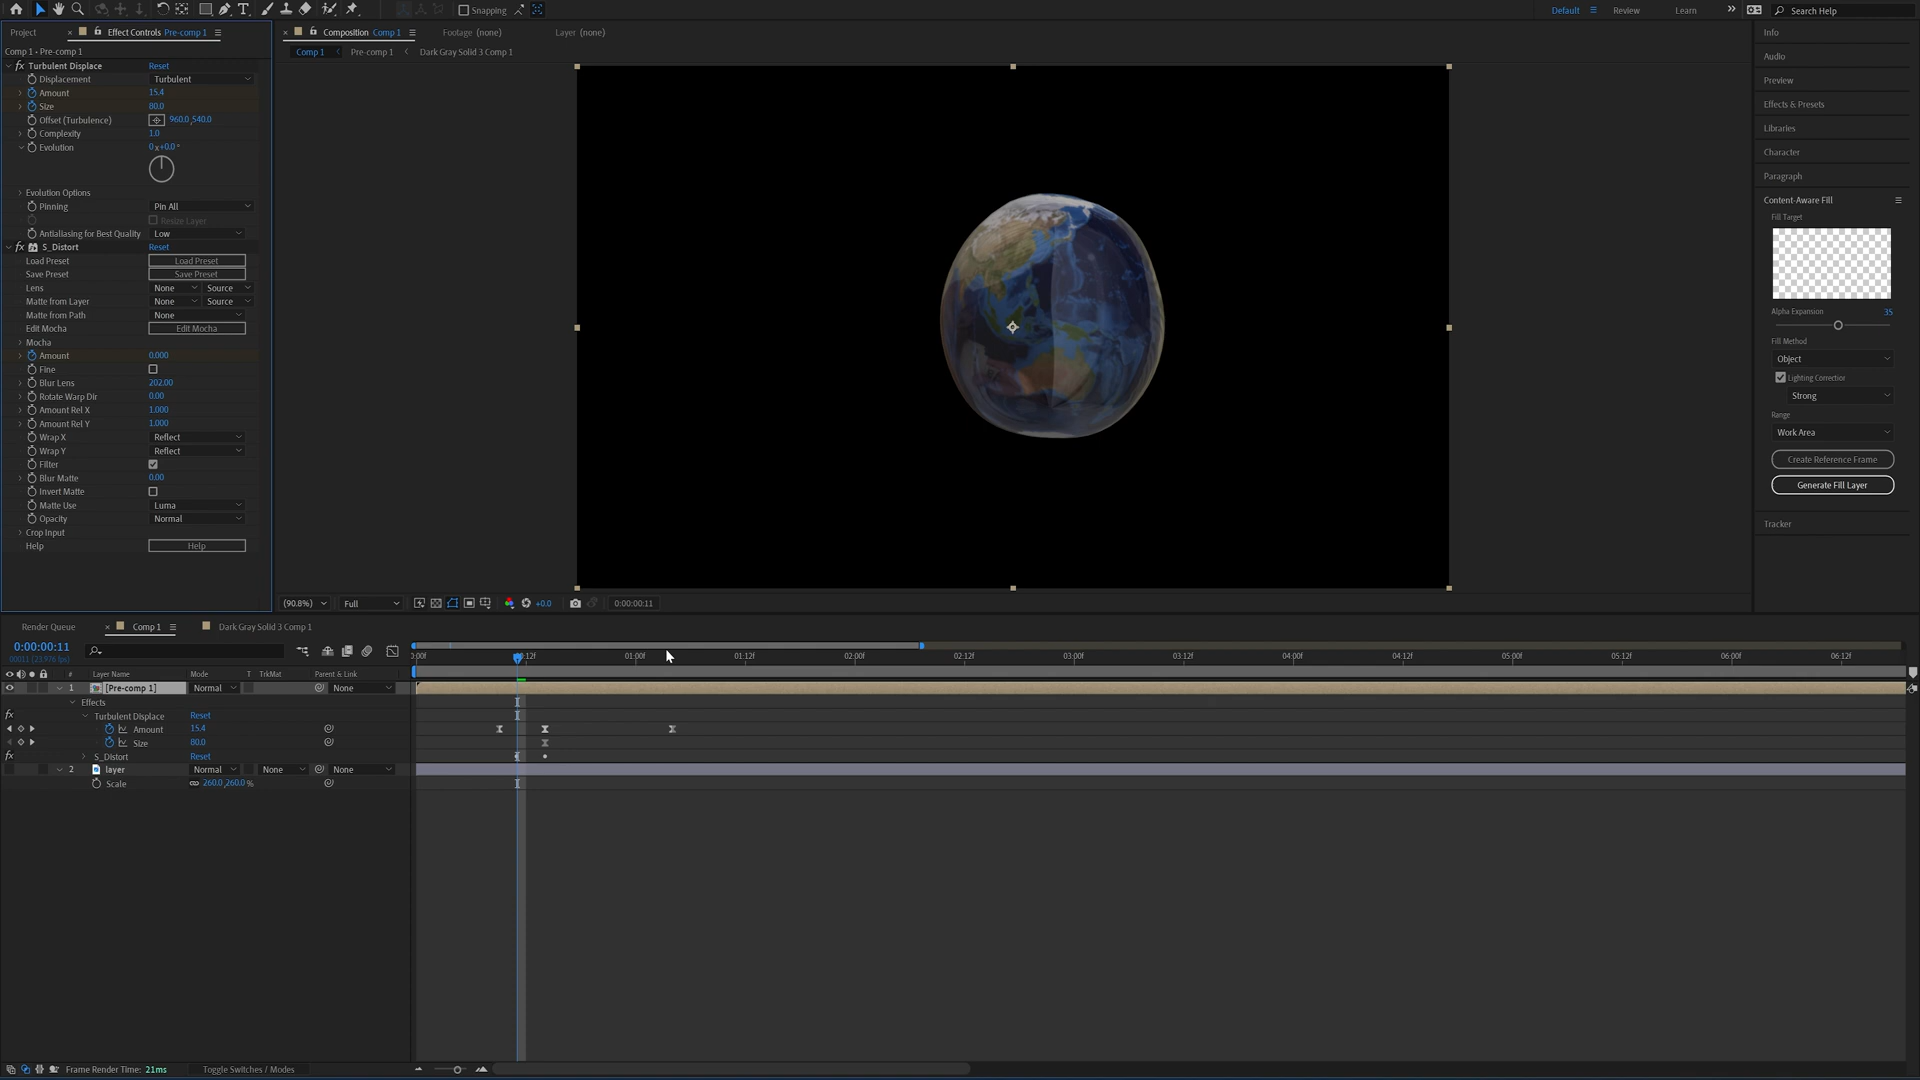 Snapping
Default
Review
Learn
Search Help
Project
Effect Controls Pre-comp 1
Composition Comp 1
Footage (none)
Layer (none)
Comp 1 • Pre-comp 1
Comp 1
Pre-comp 1
Dark Gray Solid 3 Comp 1
fx Turbulent Displace Reset
Displacement Turbulent
Amount 15.4
Size 80.0
Offset (Turbulence) 960.0,540.0
Complexity 1.0
Evolution 0x+0.0°
Evolution Options
Pinning Pin All
Resize Layer
Antialiasing for Best Quality Low
fx S_Distort Reset
Load Preset Load Preset
Save Preset Save Preset
Lens None Source
Matte from Layer None Source
Matte from Path None
Edit Mocha Edit Mocha
Mocha
Amount 0.000
Fine
Blur Lens 202.00
Rotate Warp Dir 0.00
Amount Rel X 1.000
Amount Rel Y 1.000
Wrap X Reflect
Wrap Y Reflect
Filter
Blur Matte 0.00
Invert Matte
Matte Use Luma
Opacity Normal
Crop Input
Help Help
(90.8%) Full +0.0 0:00:00:11
Info
Audio
Preview
Effects & Presets
Libraries
Character
Paragraph
Content-Aware Fill
Fill Target
Alpha Expansion 35
Fill Method
Object
Lighting Correction
Strong
Range
Work Area
Create Reference Frame
Generate Fill Layer
Tracker
Render Queue
Comp 1
Dark Gray Solid 3 Comp 1
0:00:00:11
00011 (23.976 fps)
:00f 12f 01:00f 01:12f 02:00f 02:12f 03:00f 03:12f 04:00f 04:12f 05:00f 05:12f 06:00f 06:12f
# Layer Name Mode T TrkMat Parent & Link
1 [Pre-comp 1] Normal None
Effects
fx Turbulent Displace Reset
Amount 15.4
Size 80.0
fx S_Distort Reset
2 layer Normal None None
Scale 260.0,260.0 %
Frame Render Time: 21ms
Toggle Switches / Modes